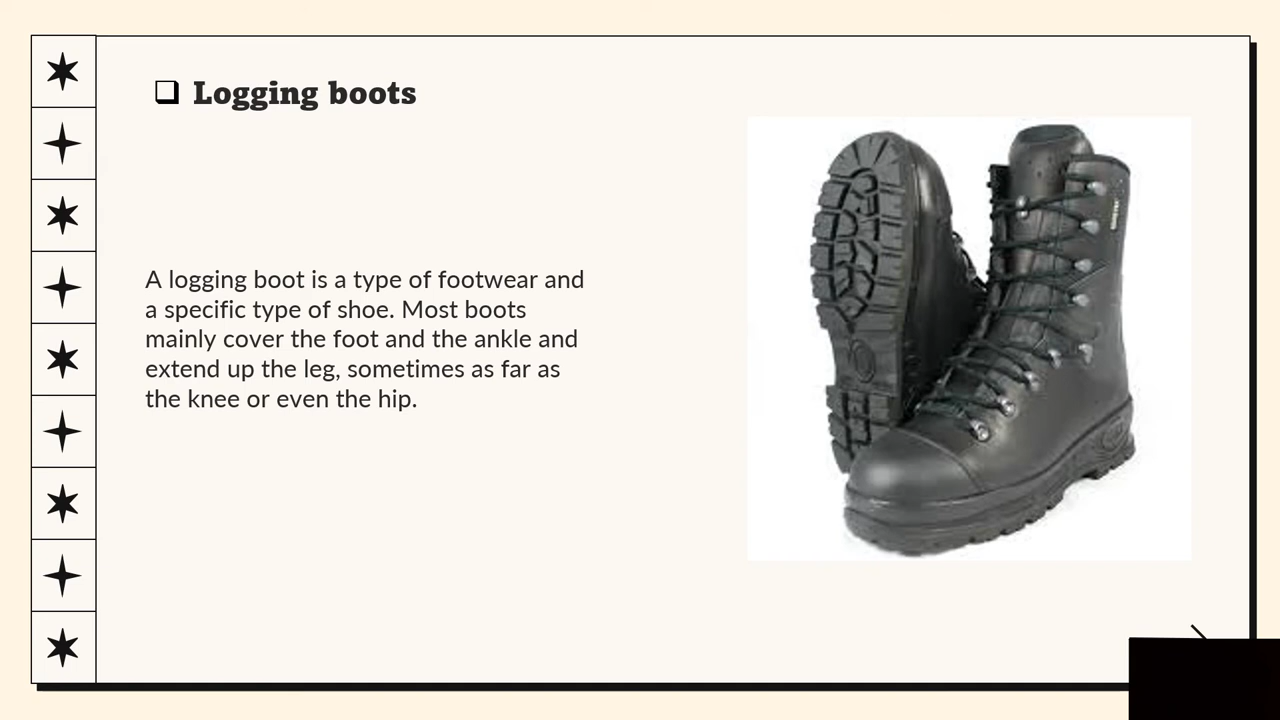 Logging boots
A logging boot is a type of footwear and
a specific type of shoe. Most boots
mainly cover the foot and the ankle and
extend up the leg, sometimes as far as
the knee or even the hip.